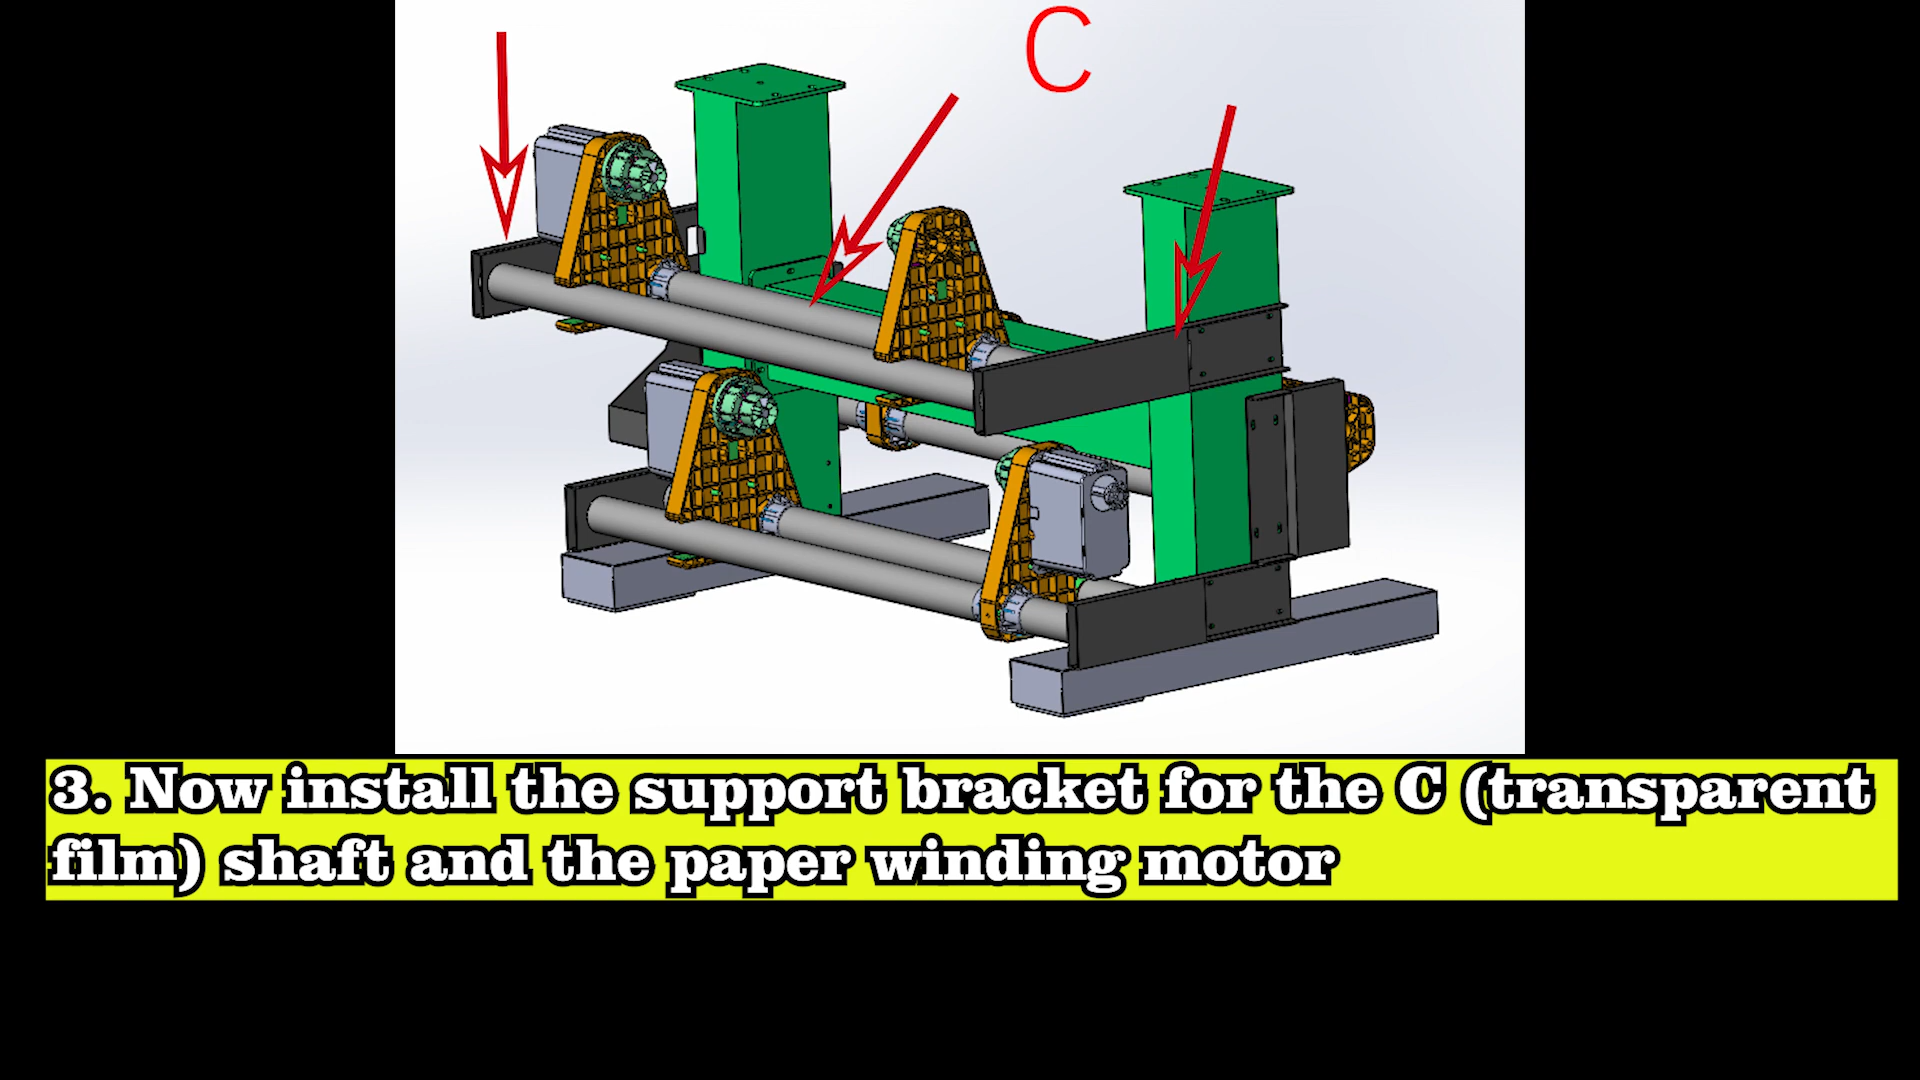 C
3. Now install the support bracket for the C (transparent
film) shaft and the paper winding motor